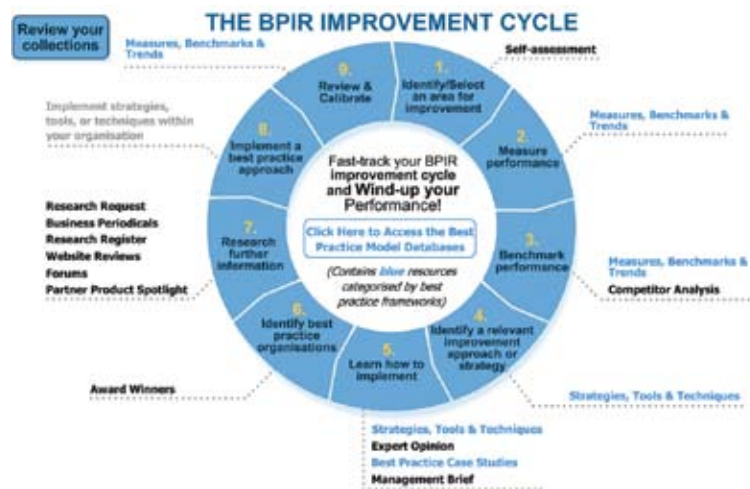 Review your
collections
THE BPIR IMPROVEMENT CYCLE
Measures, Benchmarks &
Trends
Self-assessment
9.
Review &
Calibrate
1.
Identify/Select
an area for
improvement
Implement strategies,
tools, or techniques within
your organisation
8.
Implement a
best practice
approach
2.
Measure
performance
Measures, Benchmarks &
Trends
Fast-track your BPIR
improvement cycle
and Wind-up your
Performance!
Click Here to Access the Best
Practice Model Databases
(Contains blue resources
categorised by best
practice frameworks)
Research Request
Business Periodicals
Research Register
Website Reviews
Forums
Partner Product Spotlight
7.
Research
further
information
3.
Benchmark
performance
Measures, Benchmarks &
Trends
Competitor Analysis
6.
Identify best
practice
organisations
4.
Identify a relevant
improvement
approach or
strategy
5.
Learn how to
implement
Award Winners
Strategies, Tools & Techniques
Strategies, Tools & Techniques
Expert Opinion
Best Practice Case Studies
Management Brief